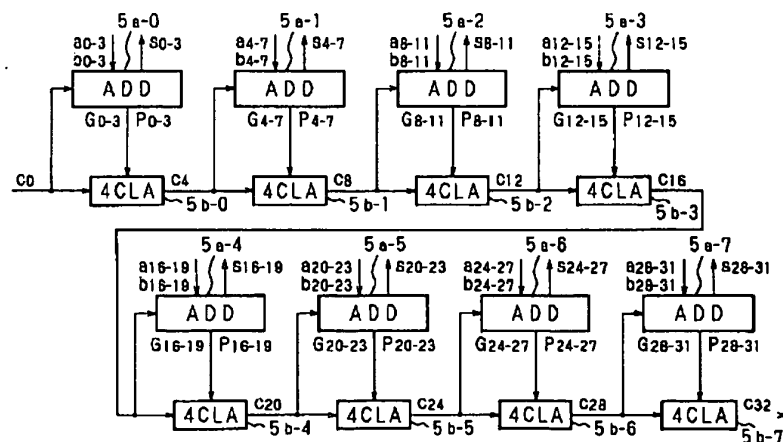 5a-0 5a-1 5a-2 5a-3
a0-3 s0-3 a4-7 s4-7 a8-11 s8-11 a12-15 s12-15
b0-3 b4-7 b8-11 b12-15
ADD ADD ADD ADD
G0-3 P0-3 G4-7 P4-7 G8-11 P8-11 G12-15 P12-15
C0 4CLA C4 4CLA C8 4CLA C12 4CLA C16
5b-0 5b-1 5b-2 5b-3
5a-4 5a-5 5a-6 5a-7
a16-19 s16-19 a20-23 s20-23 a24-27 s24-27 a28-31 s28-31
b16-19 b20-23 b24-27 b28-31
ADD ADD ADD ADD
G16-19 P16-19 G20-23 P20-23 G24-27 P24-27 G28-31 P28-31
4CLA C20 4CLA C24 4CLA C28 4CLA C32
5b-4 5b-5 5b-6 5b-7